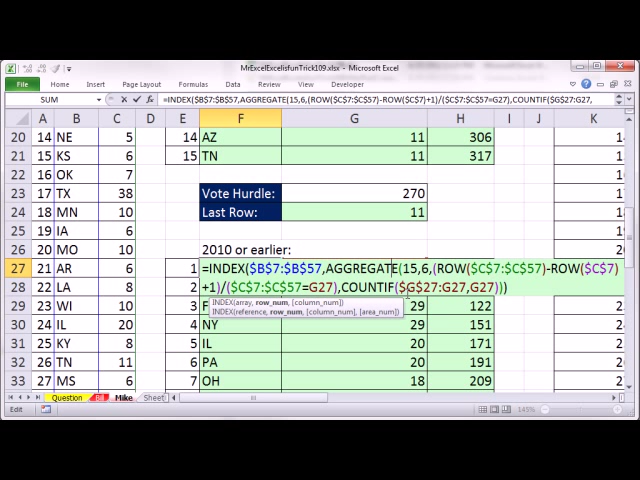 MrExcelExcelisfunTrick109.xlsx - Microsoft Excel
File Home Insert Page Layout Formulas Data Review View Developer
SUM =INDEX($B$7:$B$57,AGGREGATE(15,6,(ROW($C$7:$C$57)-ROW($C$7)+1)/($C$7:$C$57=G27),COUNTIF($G$27:G27,
A B C D E F G H I J K
20 14 NE 5 14 AZ 11 306
21 15 KS 6 15 TN 11 317
22 16 OK 7
23 17 TX 38 Vote Hurdle: 270
24 18 MN 10 Last Row: 11
25 19 IA 6
26 20 MO 10 2010 or earlier:
27 21 AR 6 1 =INDEX($B$7:$B$57,AGGREGATE(15,6,(ROW($C$7:$C$57)-ROW($C$7)
28 22 LA 8 +1)/($C$7:$C$57=G27),COUNTIF($G$27:G27,G27)))
INDEX(array, row_num, [column_num])
INDEX(reference, row_num, [column_num], [area_num])
29 23 WI 10 3 29 122
30 24 IL 20 4 NY 29 151
31 25 KY 8 5 IL 20 171
32 26 TN 11 6 PA 20 191
33 27 MS 6 7 OH 18 209
Question Bill Mike Sheet
Edit 145%